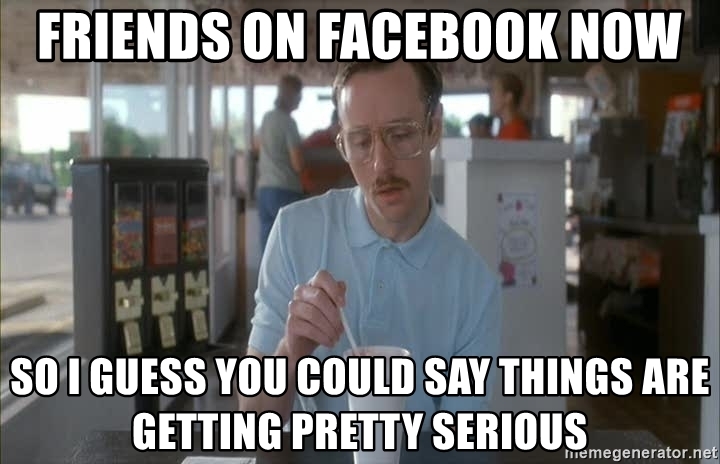 FRIENDS ON FACEBOOK NOW
SO I GUESS YOU COULD SAY THINGS ARE
GETTING PRETTY SERIOUS
memegenerator.net